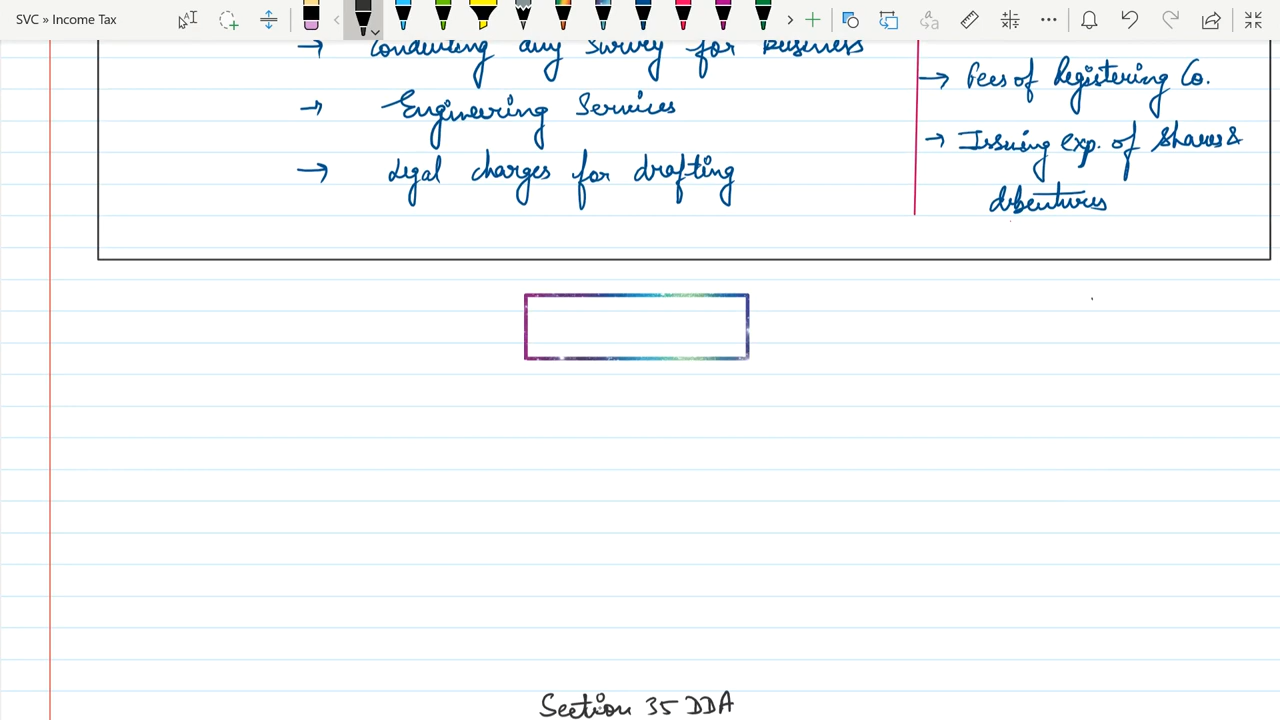 SVC » Income Tax
→ Conducting any survey for business
→ Engineering Services
→ Legal charges for drafting
→ Fees of Registering Co.
→ Issuing exp. of shares &
debentures
Section 35 DDA